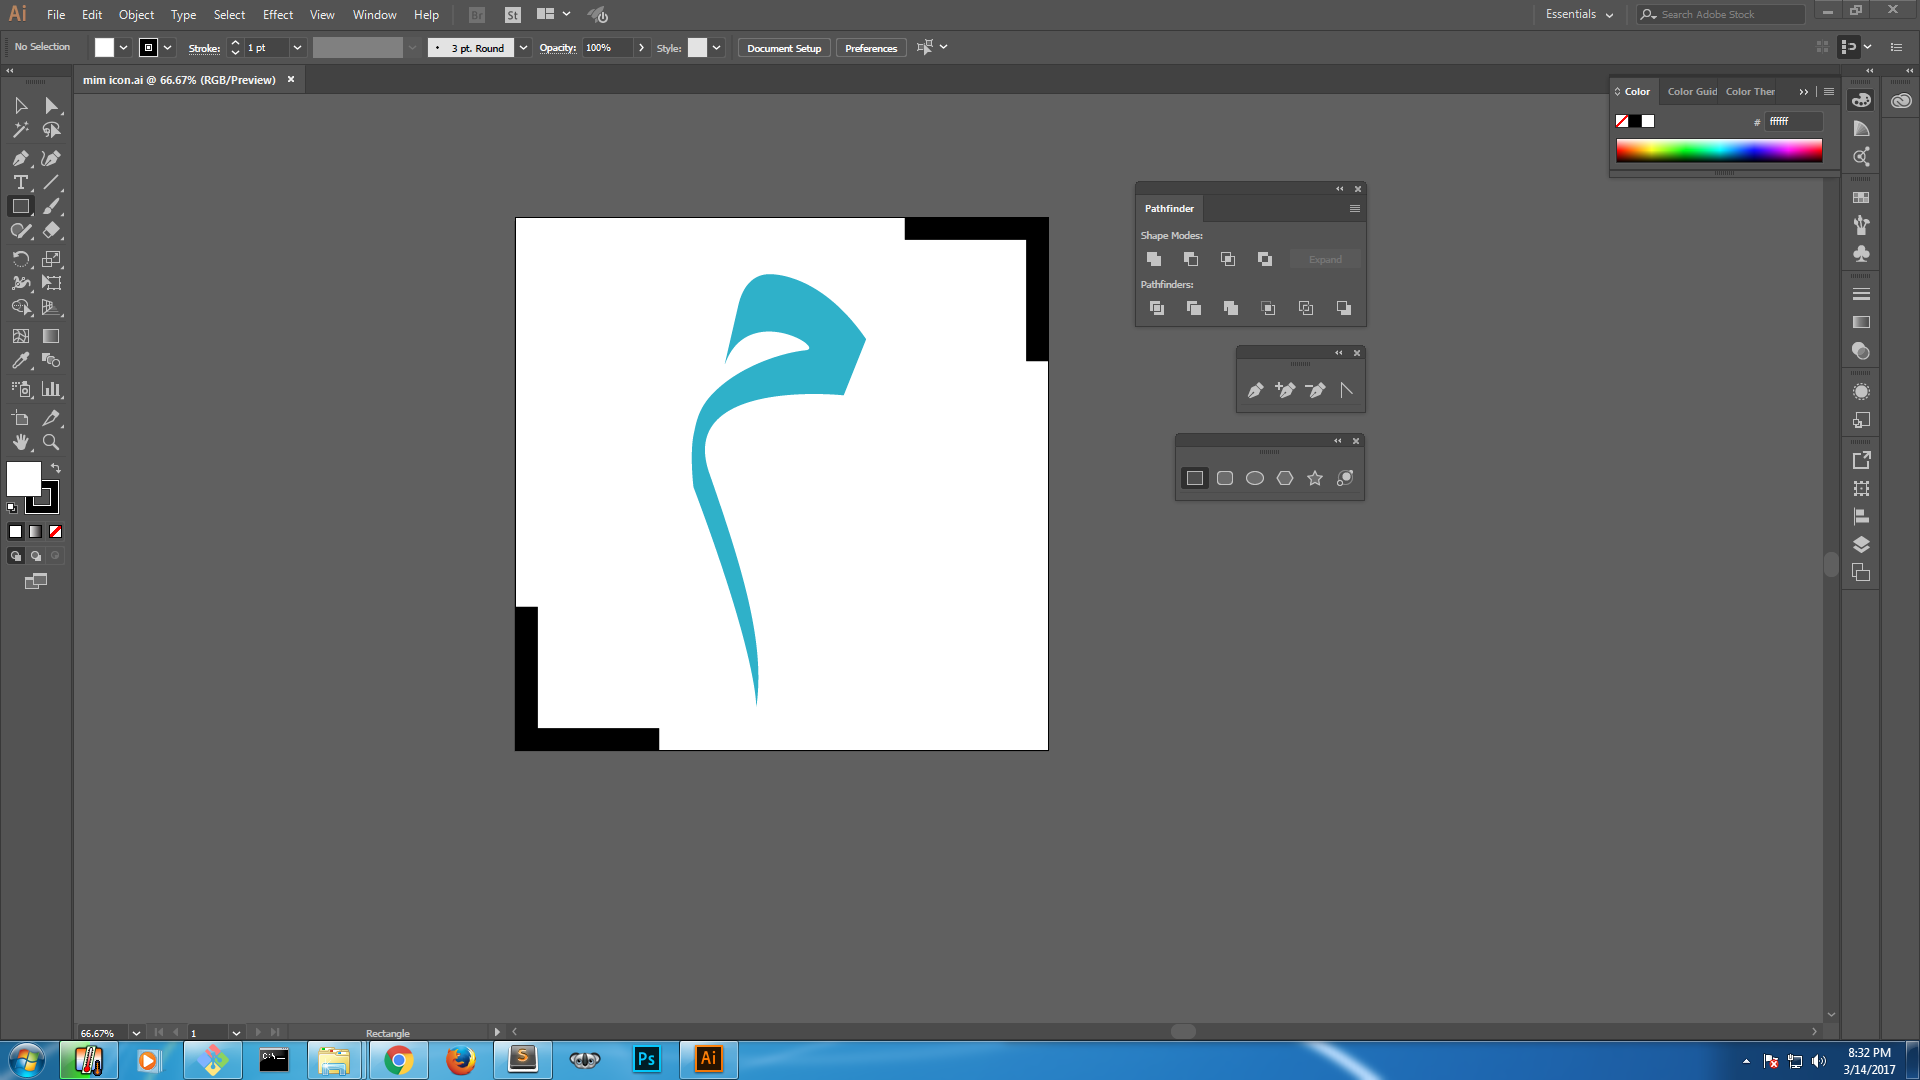 Ai File Edit Object Type Select Effect View Window Help Br St Essentials Search Adobe Stock
No Selection Stroke: 1 pt 3 pt. Round Opacity: 100% Style: Document Setup Preferences
mim icon.ai @ 66.67% (RGB/Preview)
Color Color Guid Color Ther
# ffffff
Pathfinder
Shape Modes:
Expand
Pathfinders:
م
66.67% 1 Rectangle
C:\ S Ps Ai
8:32 PM
3/14/2017